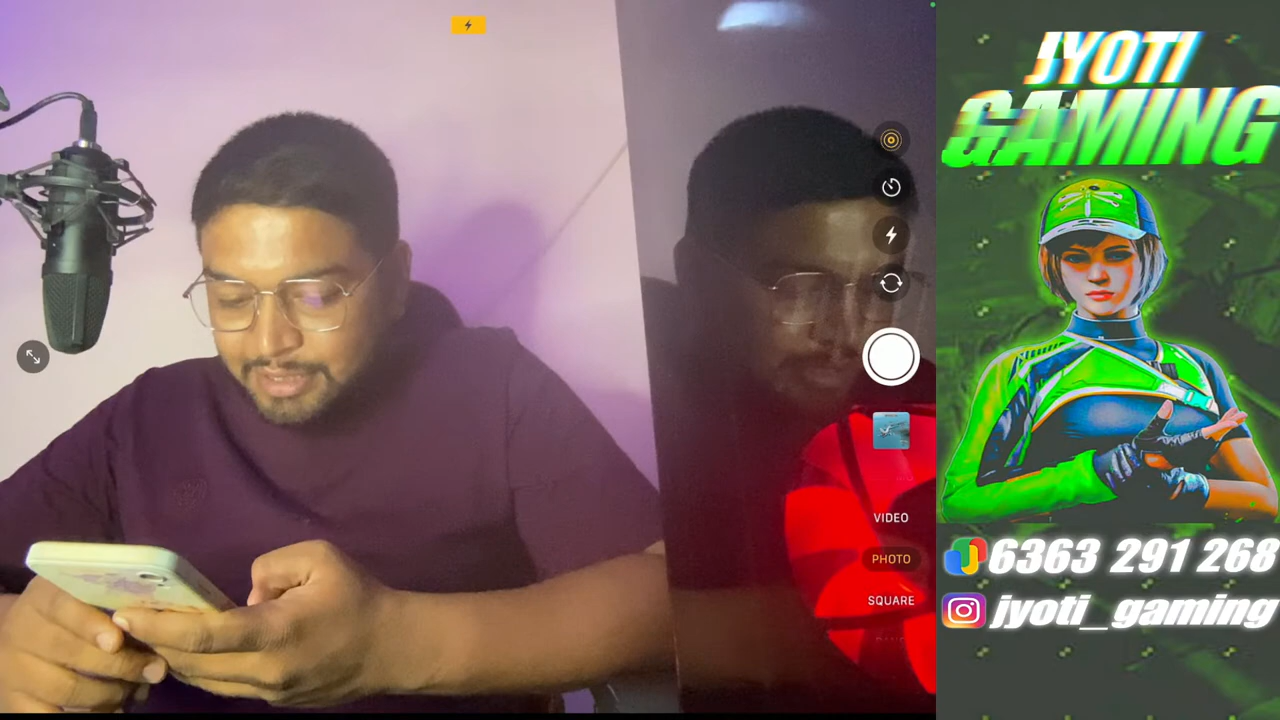 JYOTI
GAMING
VIDEO
PHOTO
SQUARE
6363 291 268
jyoti_gaming